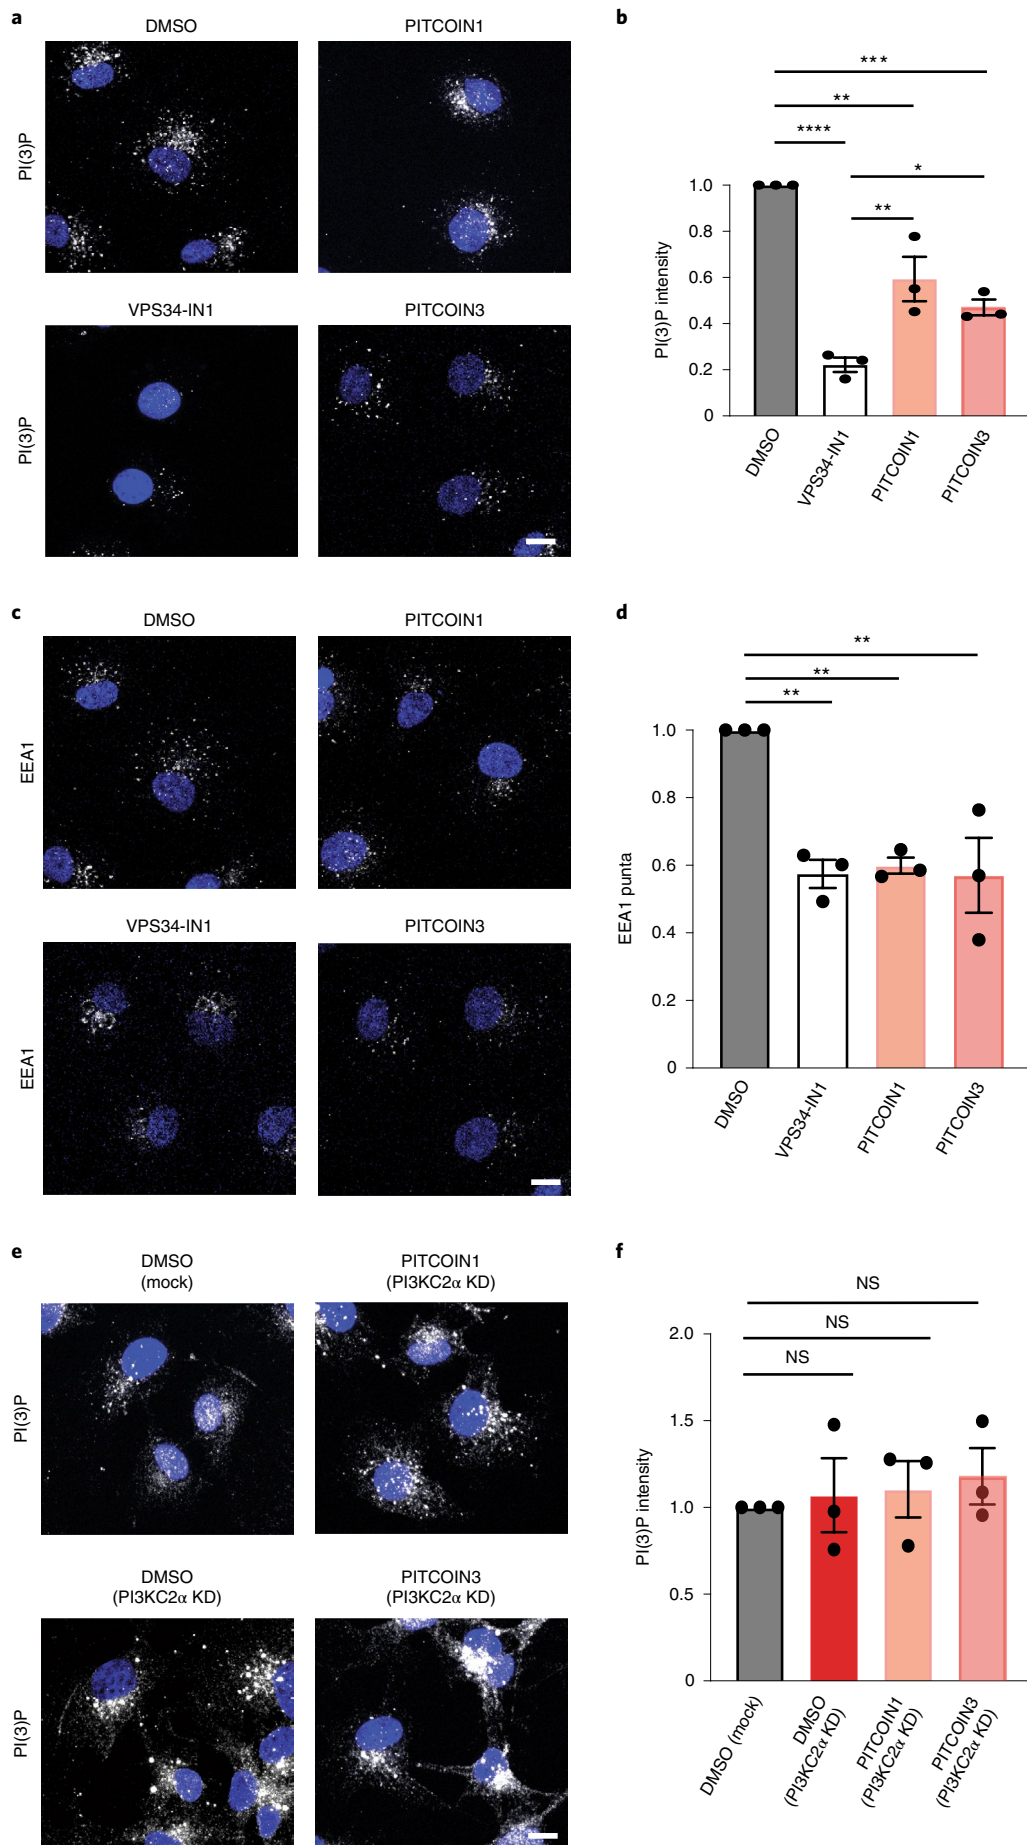 a
DMSO
PITCOIN1
PI(3)P
VPS34-IN1
PITCOIN3
PI(3)P
b
***
**
****
*
**
1.0
0.8
0.6
0.4
0.2
0
PI(3)P intensity
DMSO
VPS34-IN1
PITCOIN1
PITCOIN3
c
DMSO
PITCOIN1
EEA1
VPS34-IN1
PITCOIN3
EEA1
d
**
**
**
1.0
0.8
0.6
0.4
0.2
0
EEA1 punta
DMSO
VPS34-IN1
PITCOIN1
PITCOIN3
e
DMSO
(mock)
PITCOIN1
(PI3KC2α KD)
PI(3)P
DMSO
(PI3KC2α KD)
PITCOIN3
(PI3KC2α KD)
PI(3)P
f
NS
NS
NS
2.0
1.5
1.0
0.5
0
PI(3)P intensity
DMSO (mock)
DMSO
(PI3KC2α KD)
PITCOIN1
(PI3KC2α KD)
PITCOIN3
(PI3KC2α KD)